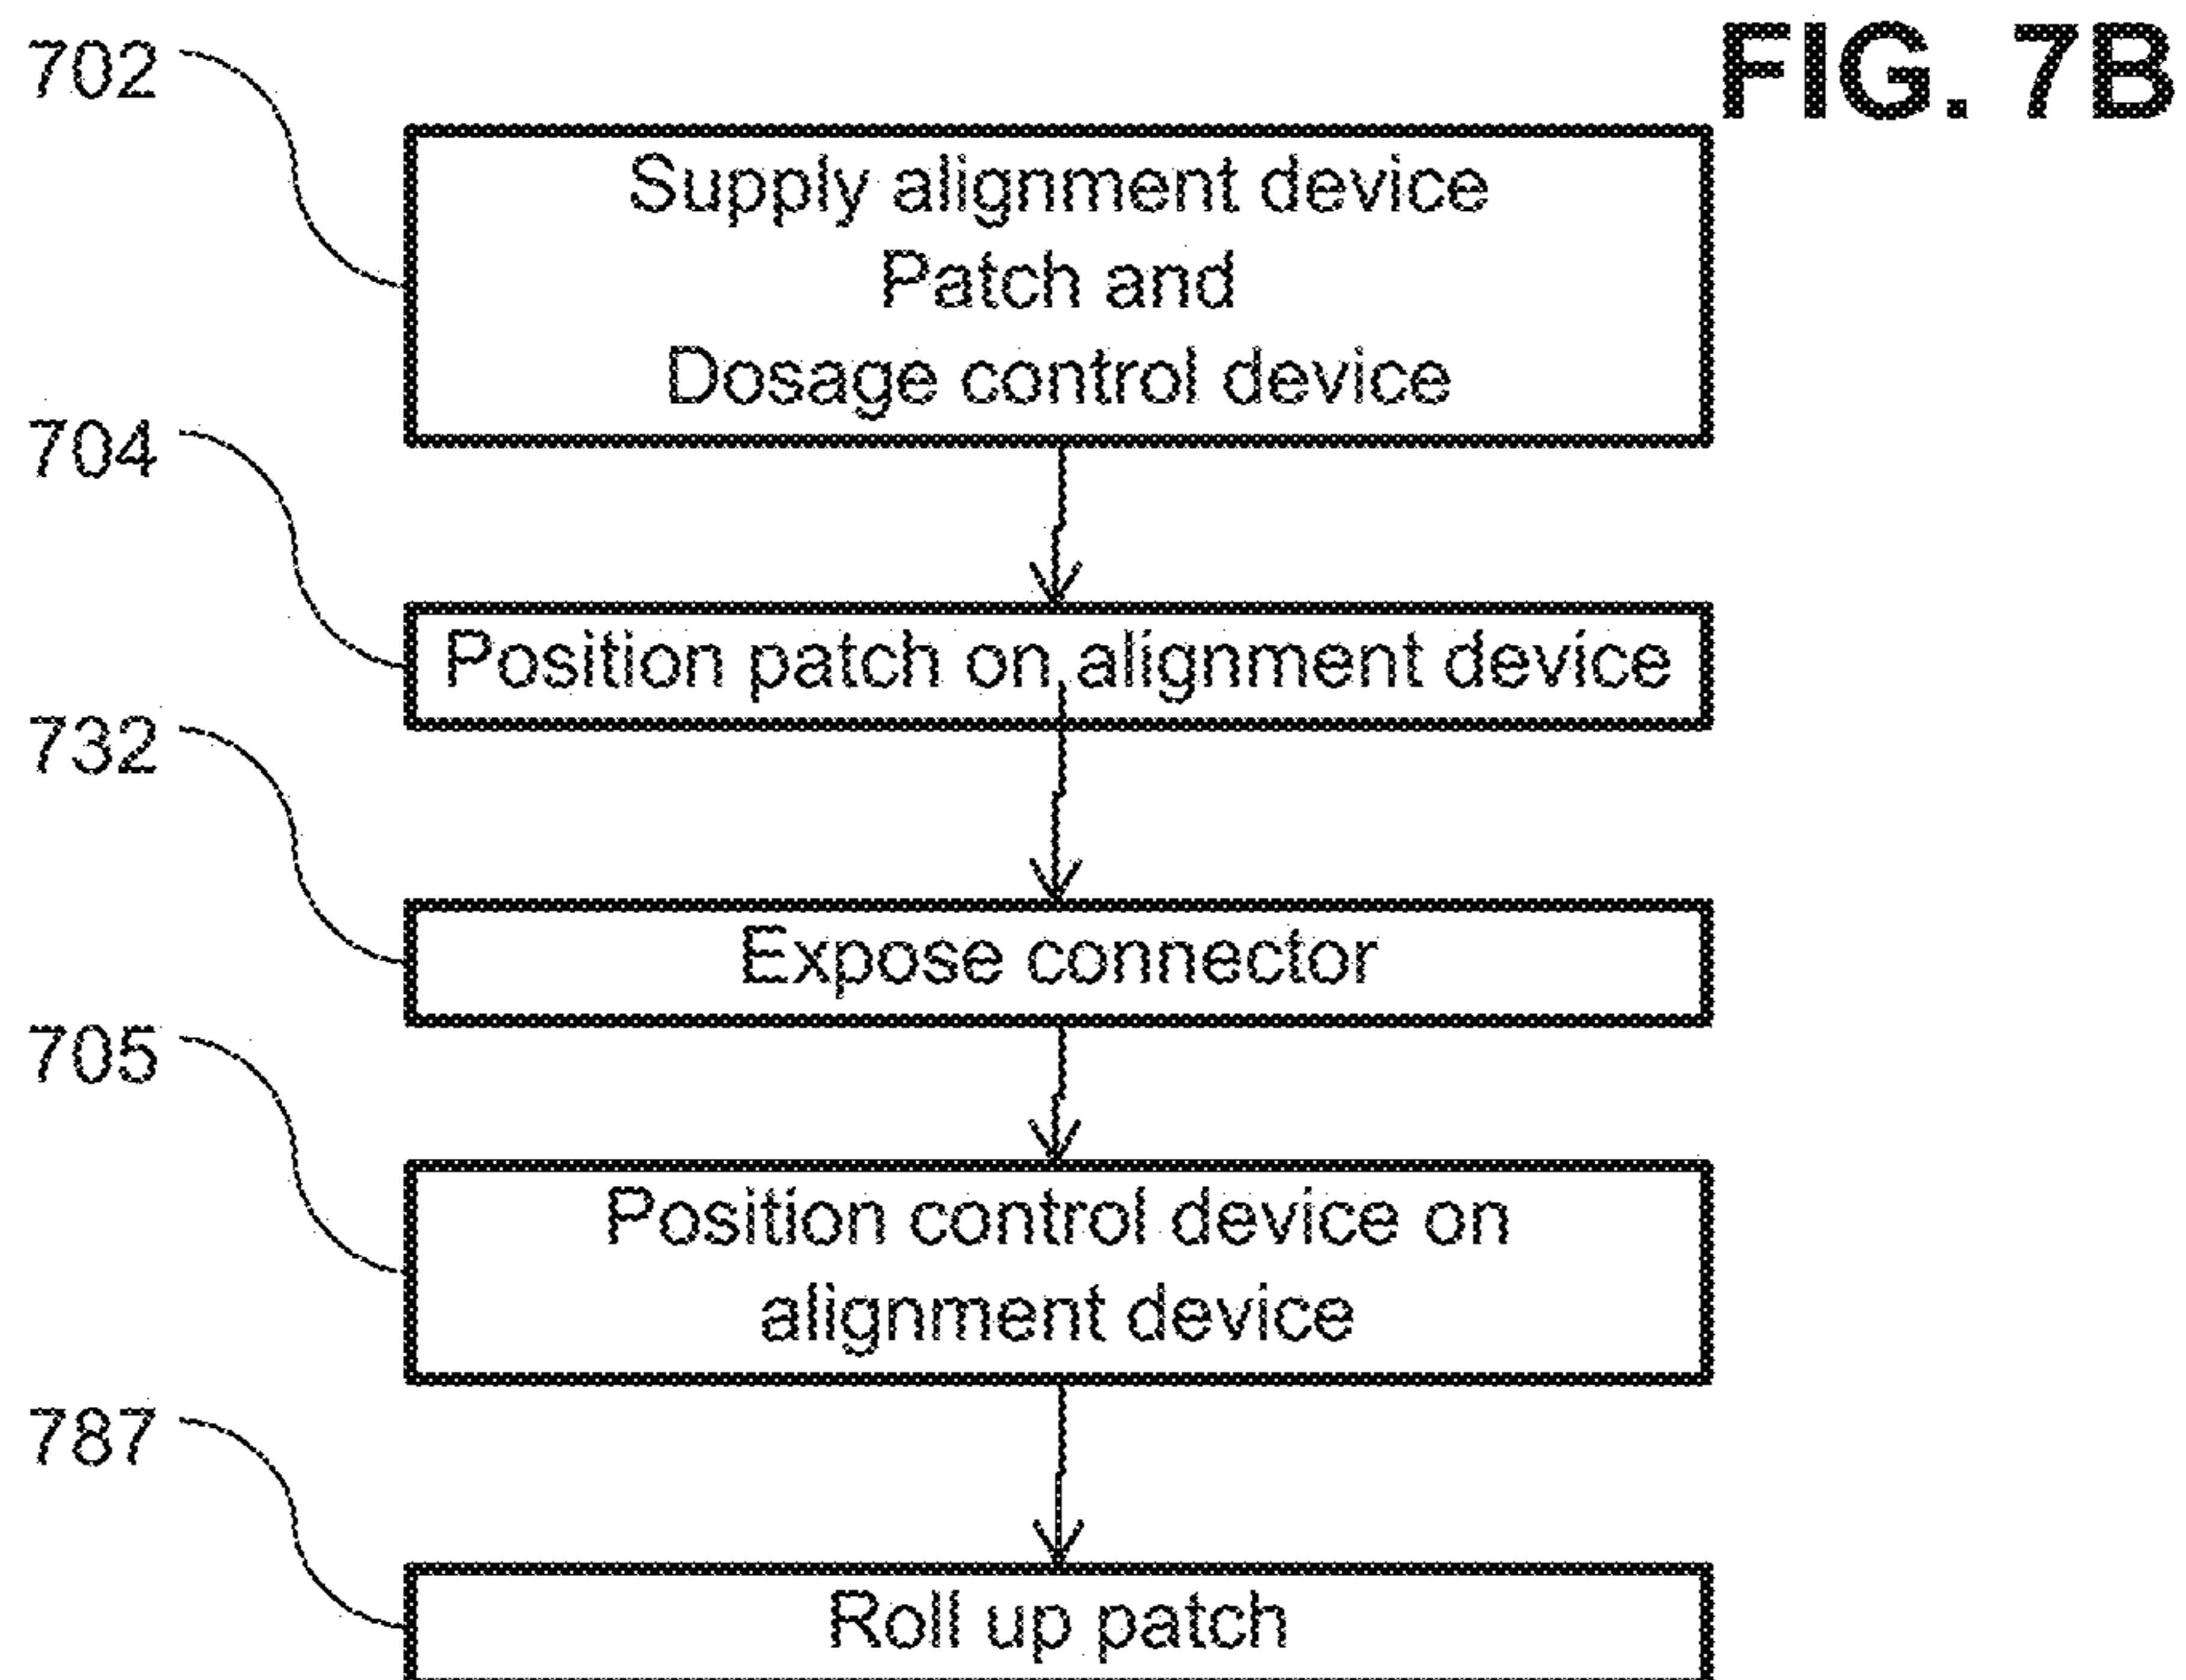 FIG. 7B
702
Supply alignment device
Patch and
Dosage control device
704
Position patch on alignment device
732
Expose connector
705
Position control device on
alignment device
787
Roll up patch